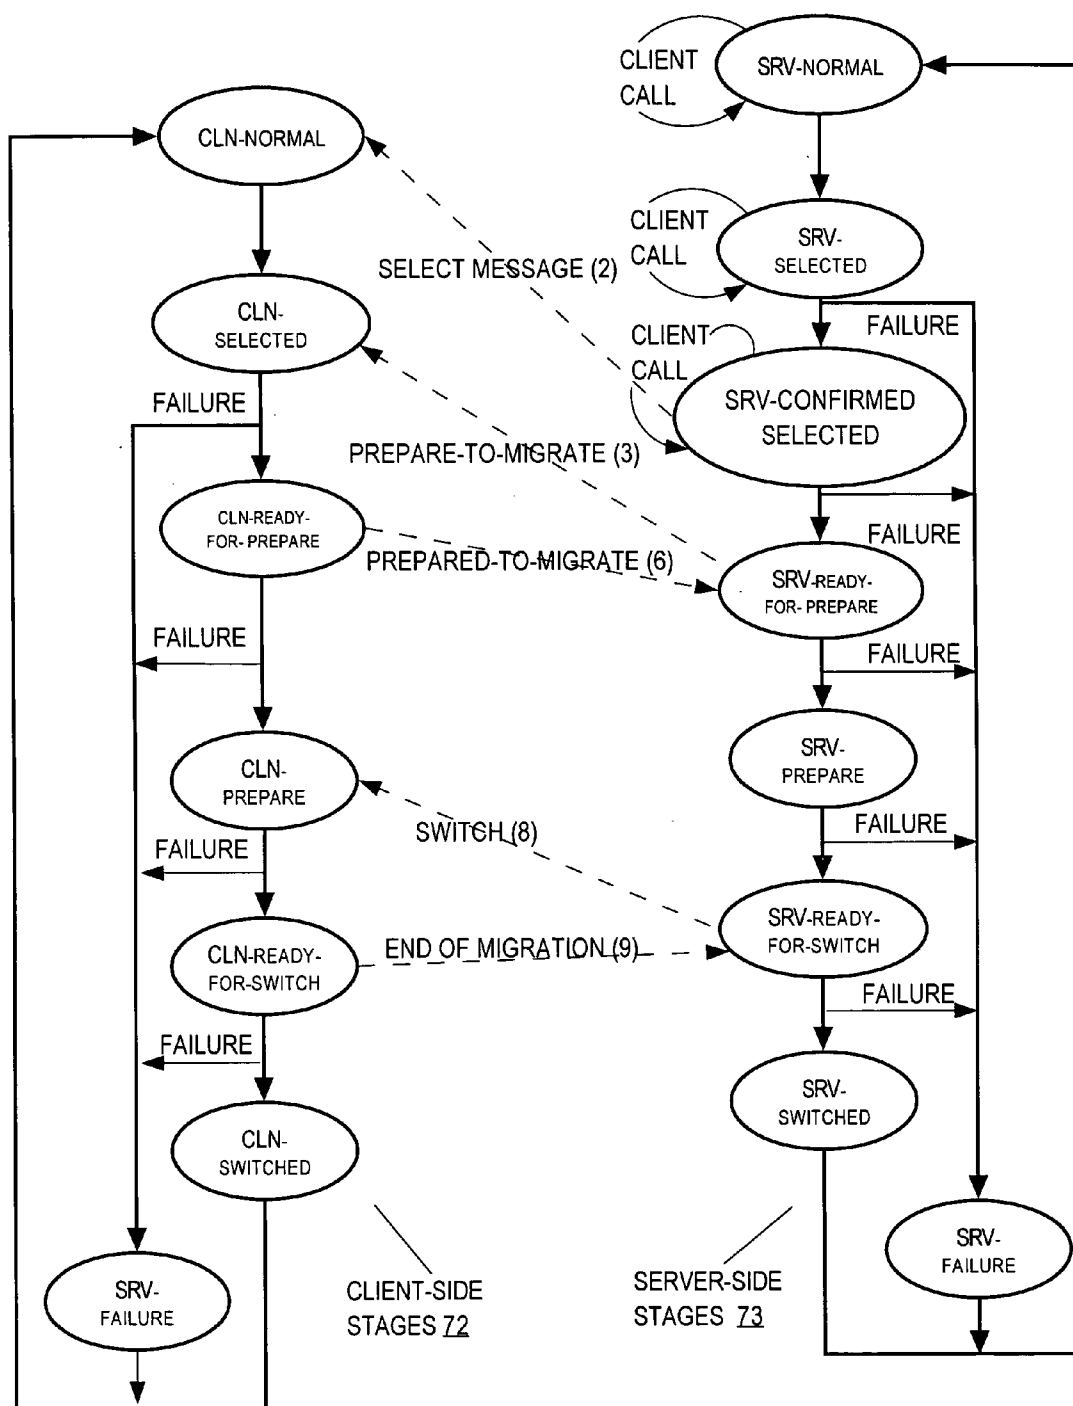 CLIENT
CALL
SRV-NORMAL
CLN-NORMAL
CLIENT
CALL
SRV-
SELECTED
SELECT MESSAGE (2)
CLN-
SELECTED
FAILURE
CLIENT
CALL
SRV-CONFIRMED
SELECTED
FAILURE
PREPARE-TO-MIGRATE (3)
CLN-READY-
FOR-PREPARE
FAILURE
PREPARED-TO-MIGRATE (6)
SRV-READY-
FOR-PREPARE
FAILURE
FAILURE
CLN-
PREPARE
SRV-
PREPARE
SWITCH (8)
FAILURE
FAILURE
CLN-READY-
FOR-SWITCH
END OF MIGRATION (9)
SRV-READY-
FOR-SWITCH
FAILURE
FAILURE
CLN-
SWITCHED
SRV-
SWITCHED
SRV-
FAILURE
CLIENT-SIDE
STAGES 72
SERVER-SIDE
STAGES 73
SRV-
FAILURE